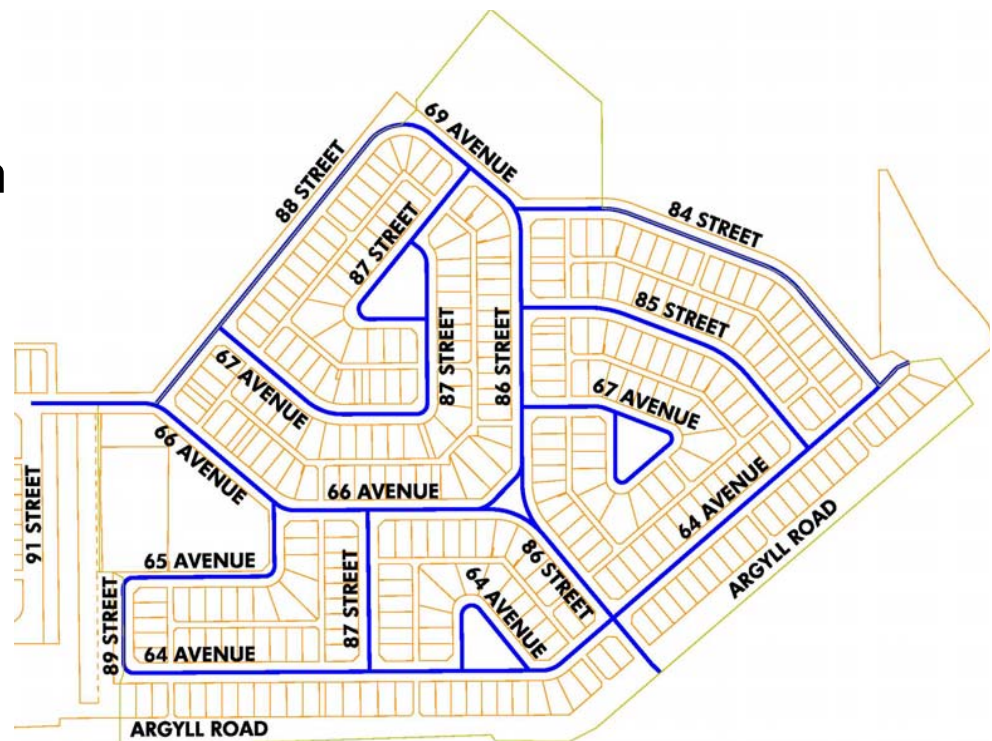 69 AVENUE
n
88 STREET
84 STREET
87 STREET
85 STREET
87 STREET
86 STREET
67 AVENUE
67 AVENUE
66 AVENUE
66 AVENUE
64 AVENUE
91 STREET
ARGYLL ROAD
65 AVENUE
86 STREET
87 STREET
64 AVENUE
89 STREET
64 AVENUE
ARGYLL ROAD